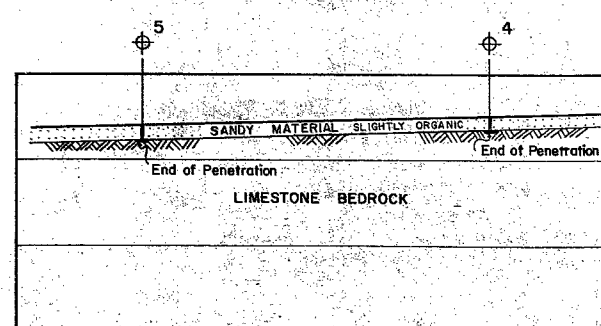 5
4
SANDY MATERIAL SLIGHTLY ORGANIC
End of Penetration
End of Penetration
LIMESTONE BEDROCK